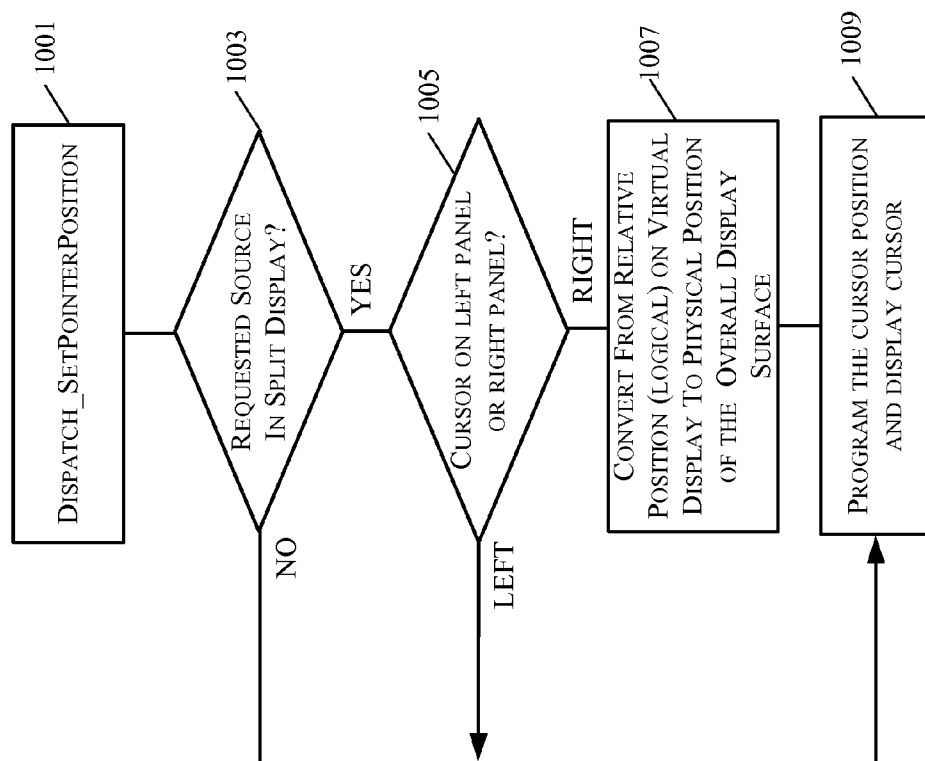 1001
DISPATCH_SETPOINTERPOSITION
1003
REQUESTED SOURCE
IN SPLIT DISPLAY?
NO
YES
1005
CURSOR ON LEFT PANEL
OR RIGHT PANEL?
LEFT
RIGHT
1007
CONVERT FROM RELATIVE
POSITION (LOGICAL) ON VIRTUAL
DISPLAY TO PHYSICAL POSITION
OF THE OVERALL DISPLAY
SURFACE
1009
PROGRAM THE CURSOR POSITION
AND DISPLAY CURSOR